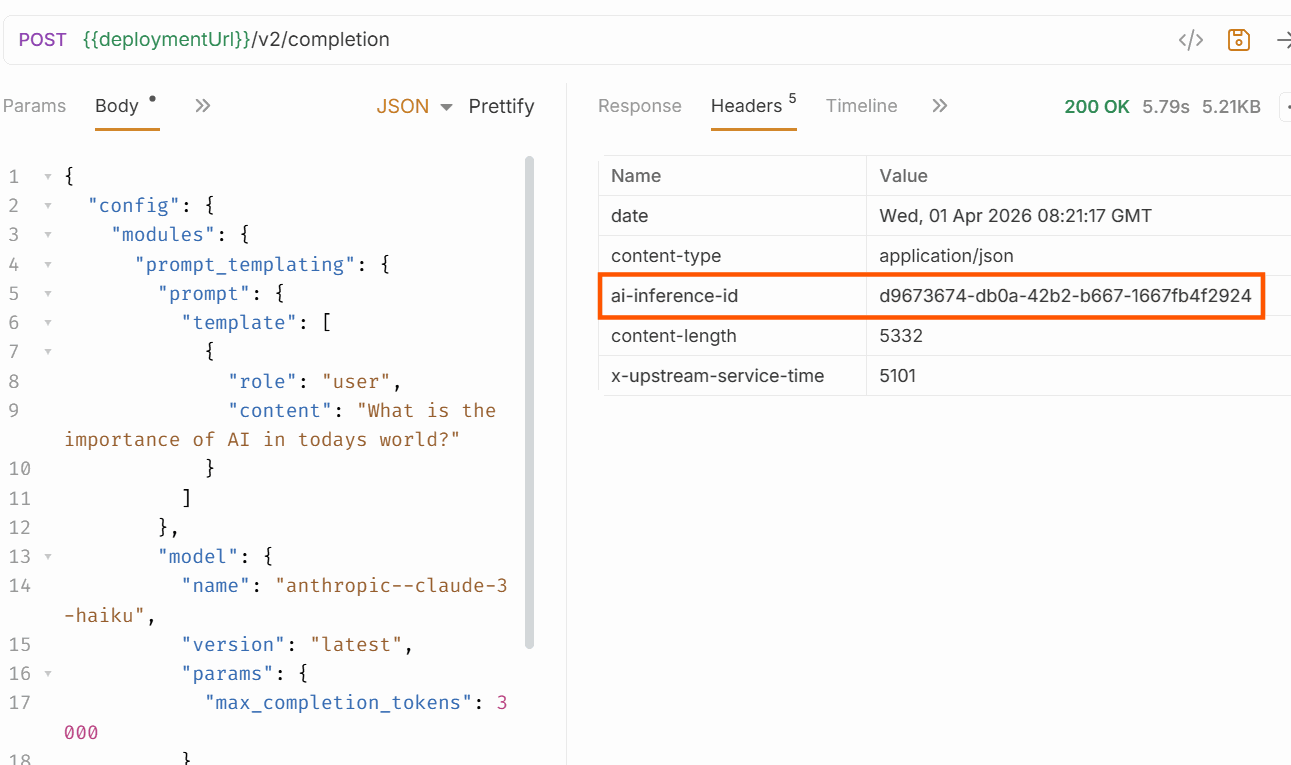 POST {{deploymentUrl}}/v2/completion </>
Params Body JSON Prettify
1 {
2 "config": {
3 "modules": {
4 "prompt_templating": {
5 "prompt": {
6 "template": [
7 {
8 "role": "user",
9 "content": "What is the
importance of AI in todays world?"
10 }
11 ]
12 },
13 "model": {
14 "name": "anthropic--claude-3
-haiku",
15 "version": "latest",
16 "params": {
17 "max_completion_tokens": 3
000
18 }
Response Headers 5 Timeline 200 OK 5.79s 5.21KB
Name Value
date Wed, 01 Apr 2026 08:21:17 GMT
content-type application/json
ai-inference-id d9673674-db0a-42b2-b667-1667fb4f2924
content-length 5332
x-upstream-service-time 5101